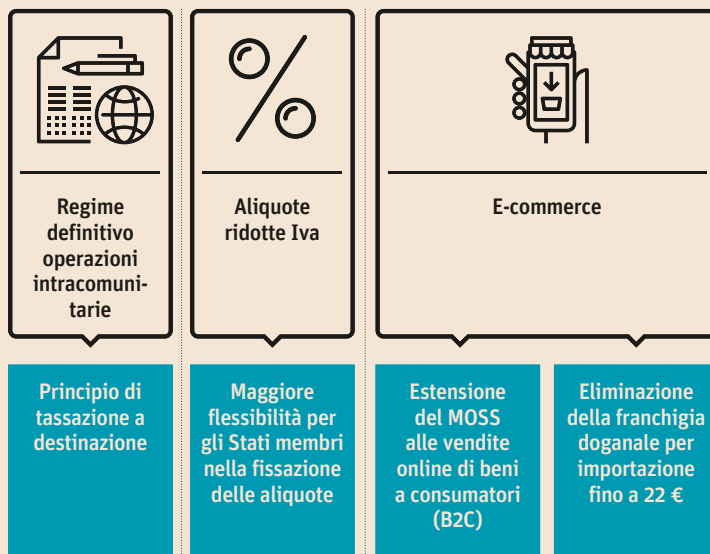 Regime
definitivo
operazioni
intracomuni-
tarie
Aliquote
ridotte Iva
E-commerce
Principio di
tassazione a
destinazione
Maggiore
flessibilità per
gli Stati membri
nella fissazione
delle aliquote
Estensione
del MOSS
alle vendite
online di beni
a consumatori
(B2C)
Eliminazione
della franchigia
doganale per
importazione
fino a 22 €